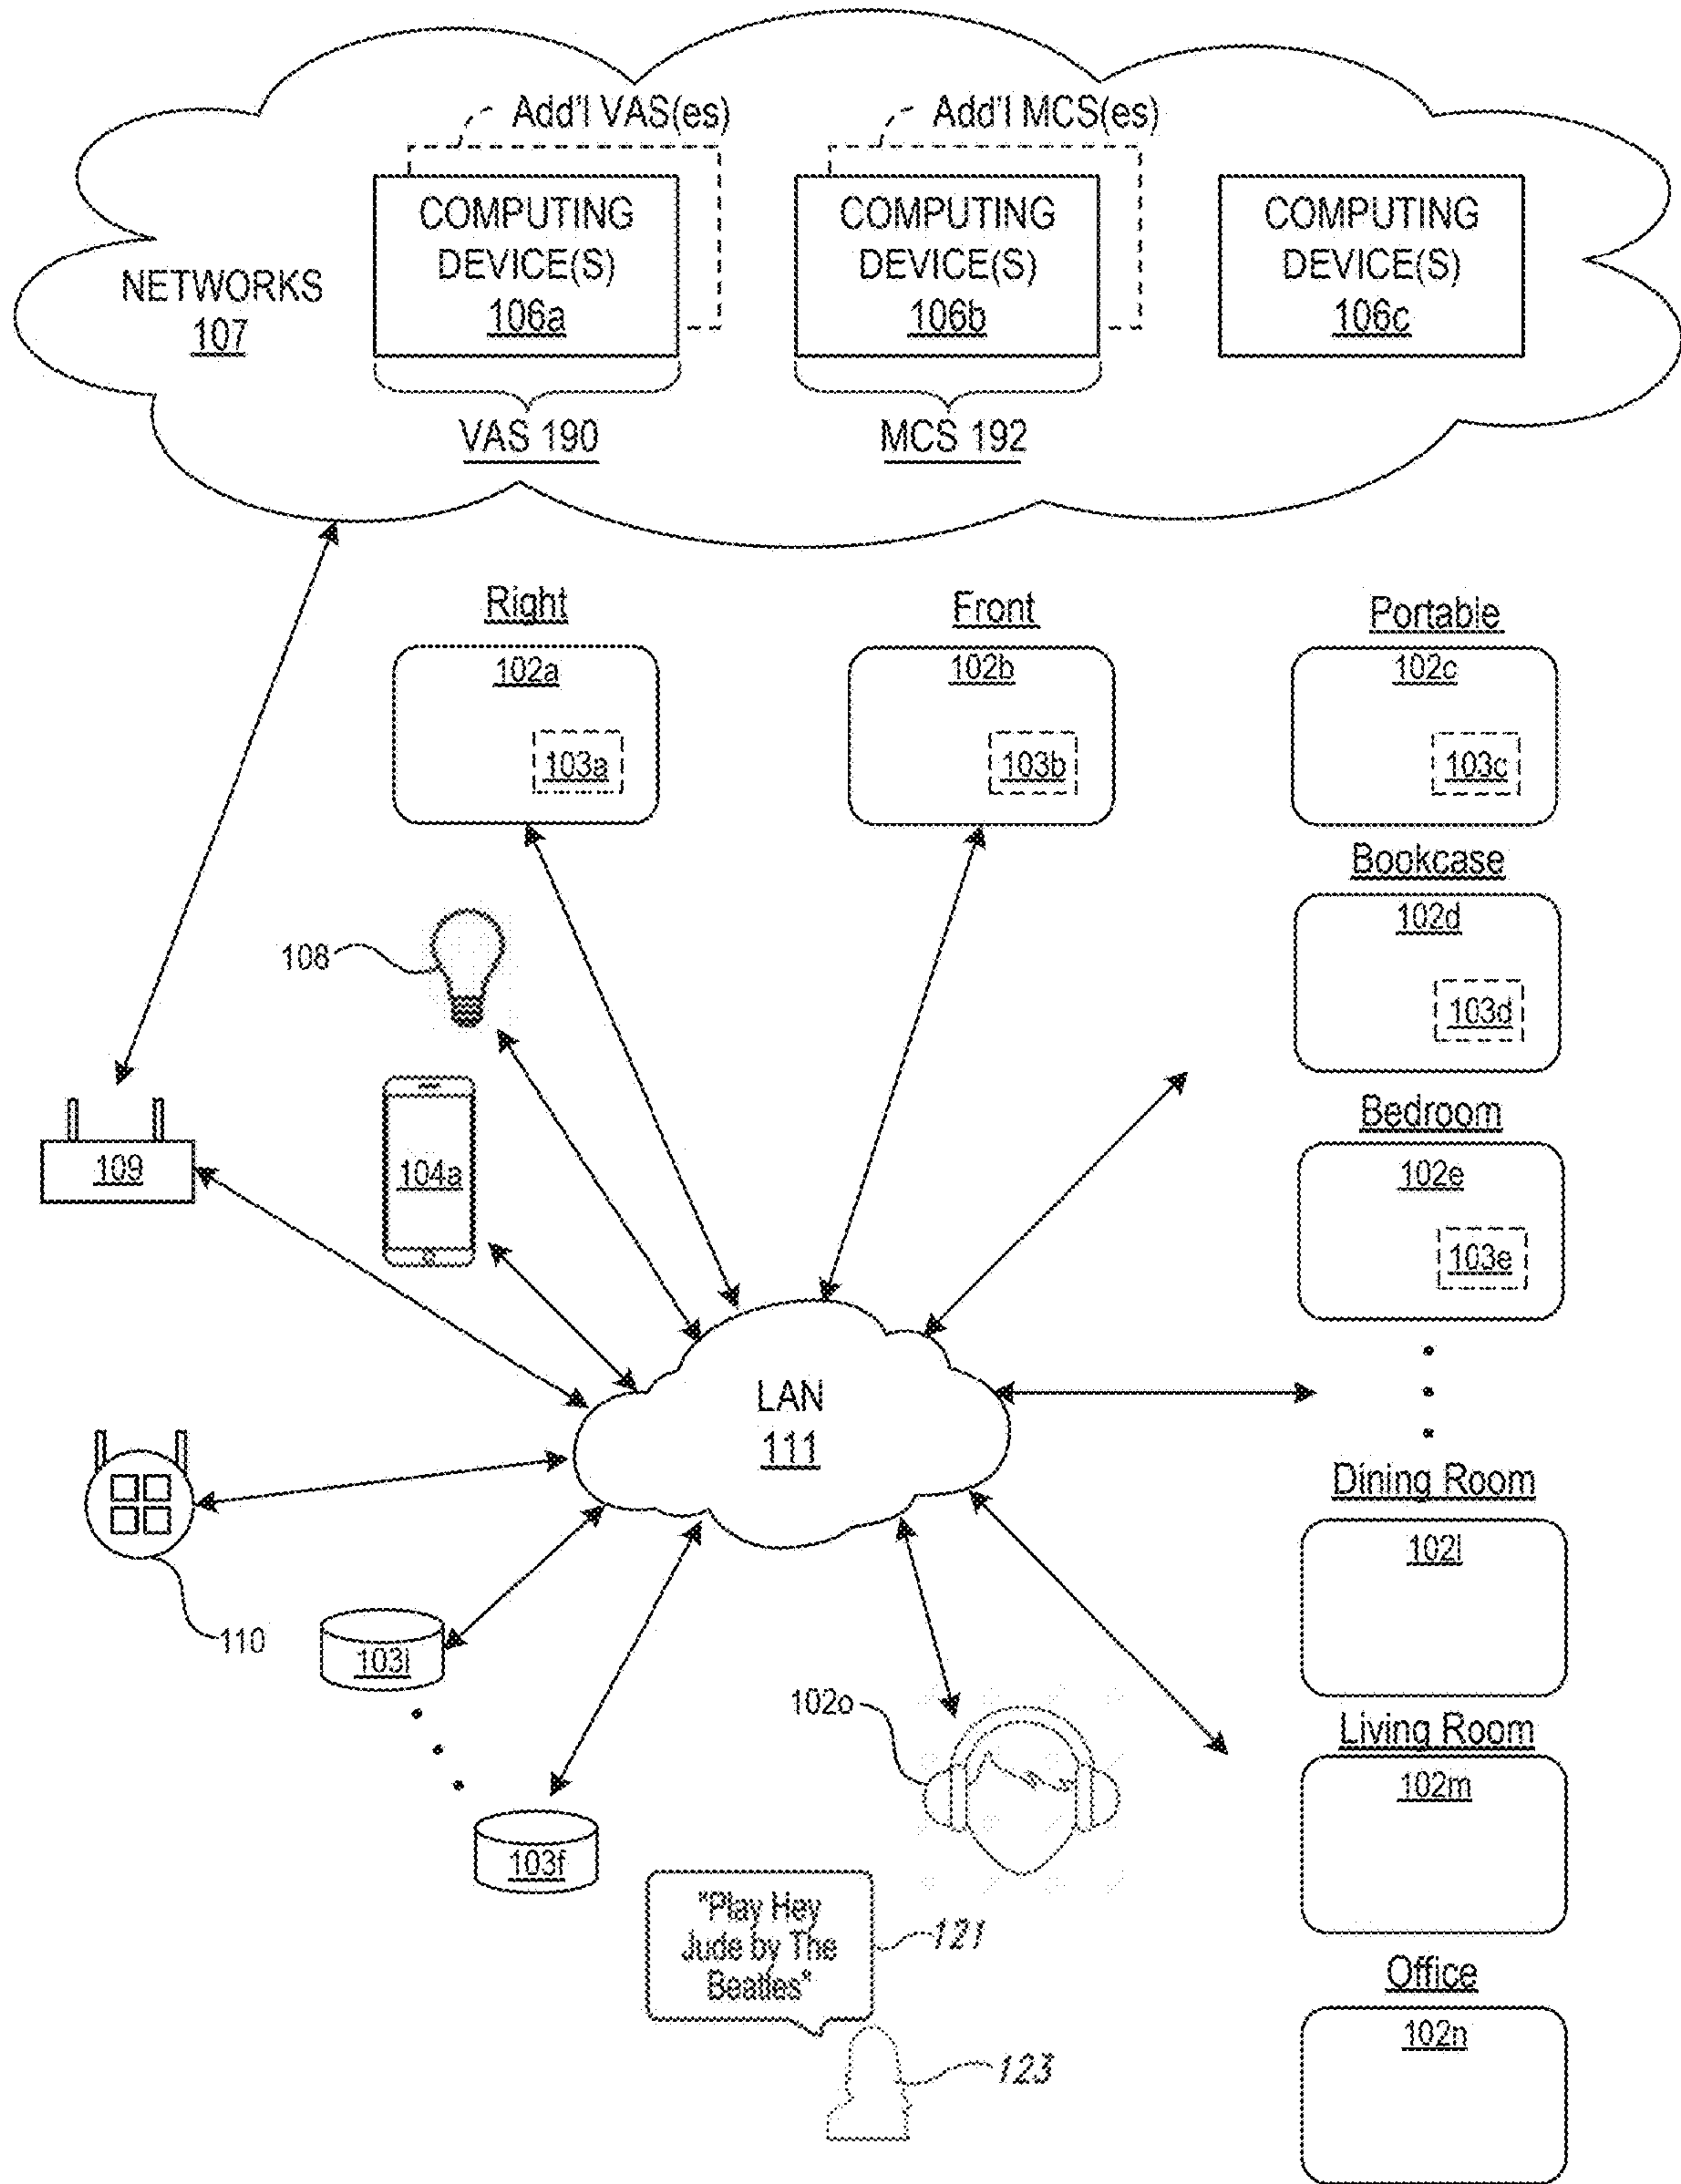 Add'l VAS(es)
Add'l MCS(es)
COMPUTING
DEVICE(S)
106a
COMPUTING
DEVICE(S)
106b
COMPUTING
DEVICE(S)
106c
NETWORKS
107
VAS 190
MCS 192
Right
102a
103a
Front
102b
103b
Portable
102c
103c
Bookcase
102d
103d
108
Bedroom
102e
103e
104a
109
LAN
111
Dining Room
102l
110
103i
102o
Living Room
102m
103f
"Play Hey
Jude by The
Beatles"
121
123
Office
102n